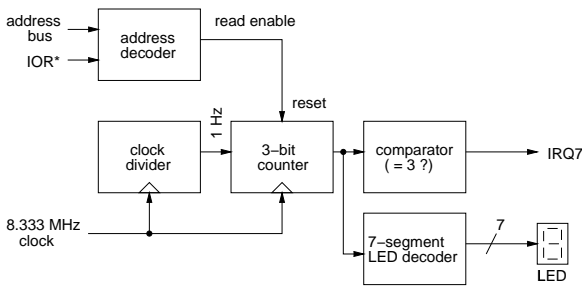 address
bus
IOR*
address
decoder
read enable
reset
clock
divider
1 Hz
3−bit
counter
comparator
( = 3 ?)
IRQ7
8.333 MHz
clock
7−segment
LED decoder
7
LED